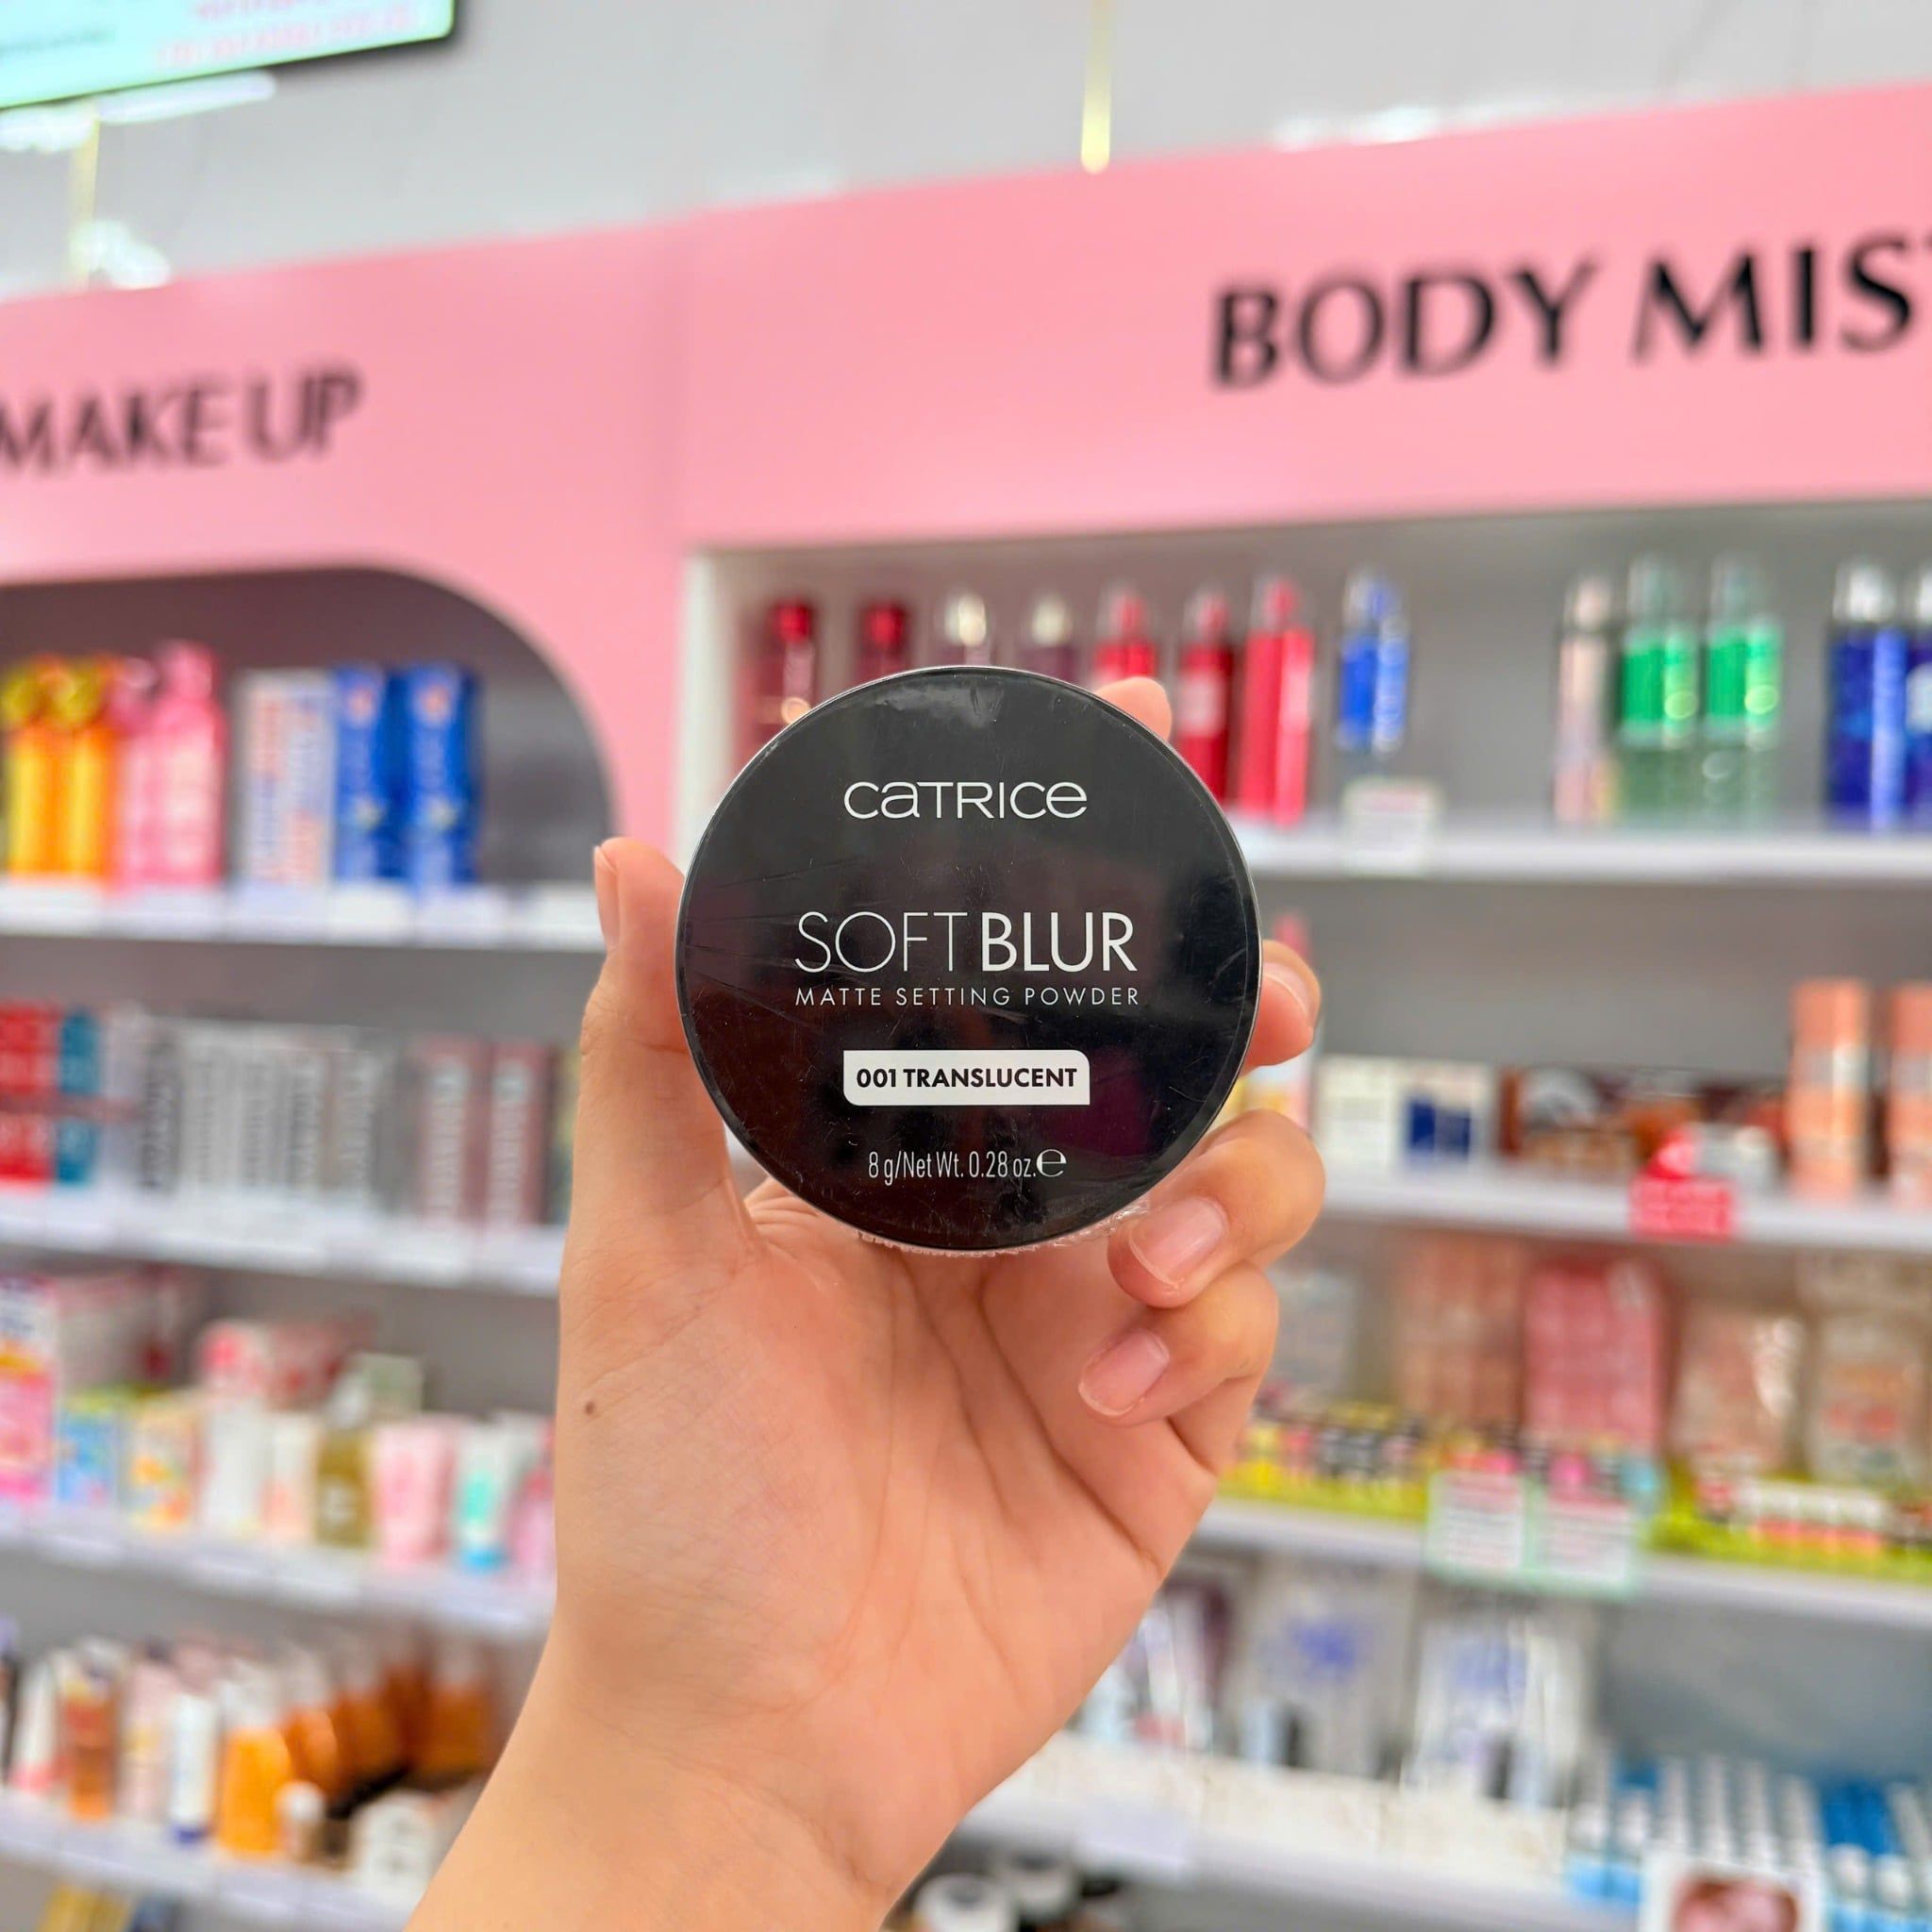 MAKE UP
BODY MIS
CATRICE
SOFT BLUR
MATTE SETTING POWDER
001 TRANSLUCENT
8 g/Net Wt. 0.28 oz.℮